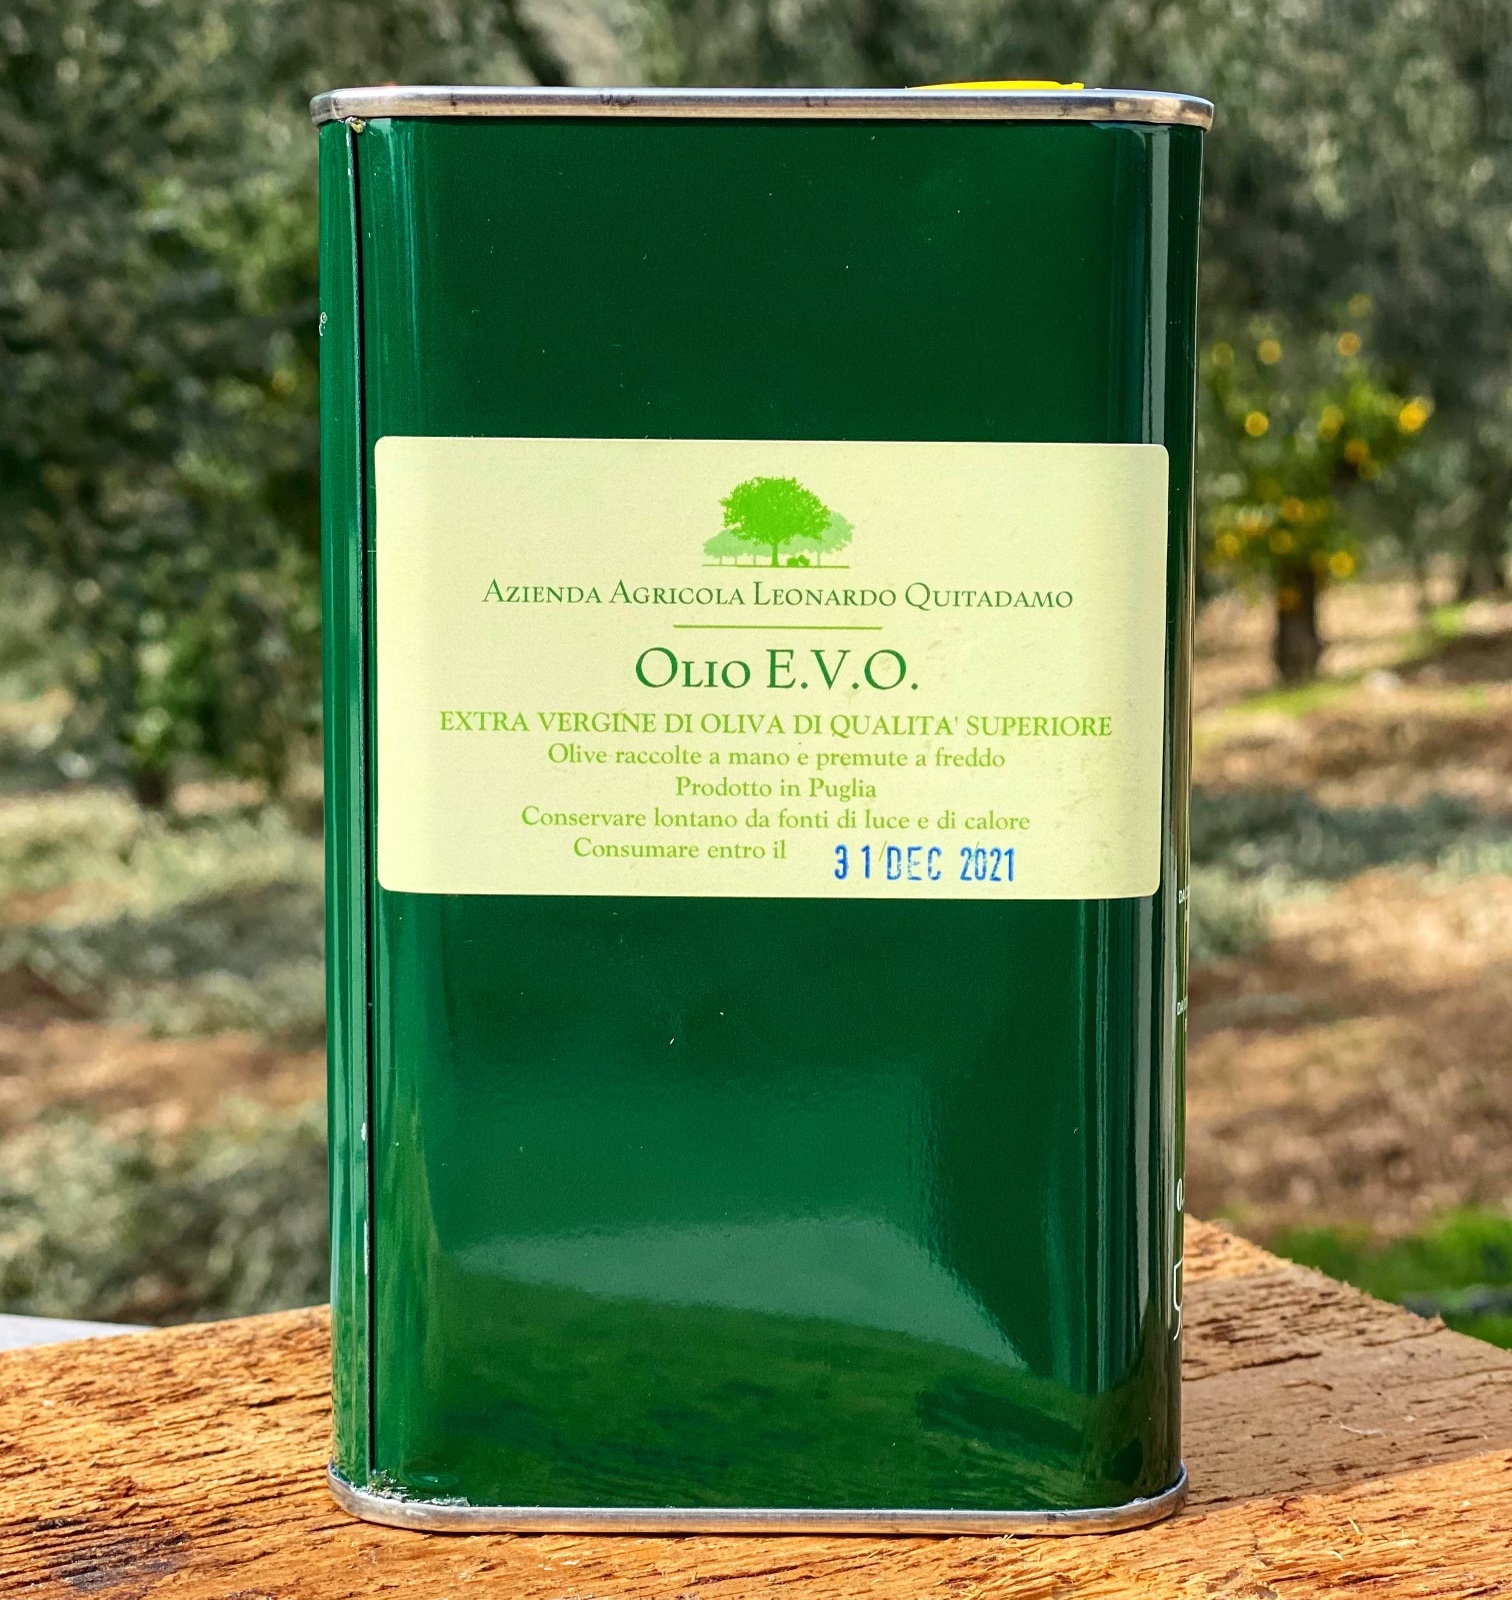 AZIENDA AGRICOLA LEONARDO QUITADAMO
OLIO E.V.O.
EXTRA VERGINE DI OLIVA DI QUALITA' SUPERIORE
Olive raccolte a mano e premute a freddo
Prodotto in Puglia
Conservare lontano da fonti di luce e di calore
Consumare entro il 31 DEC 2021